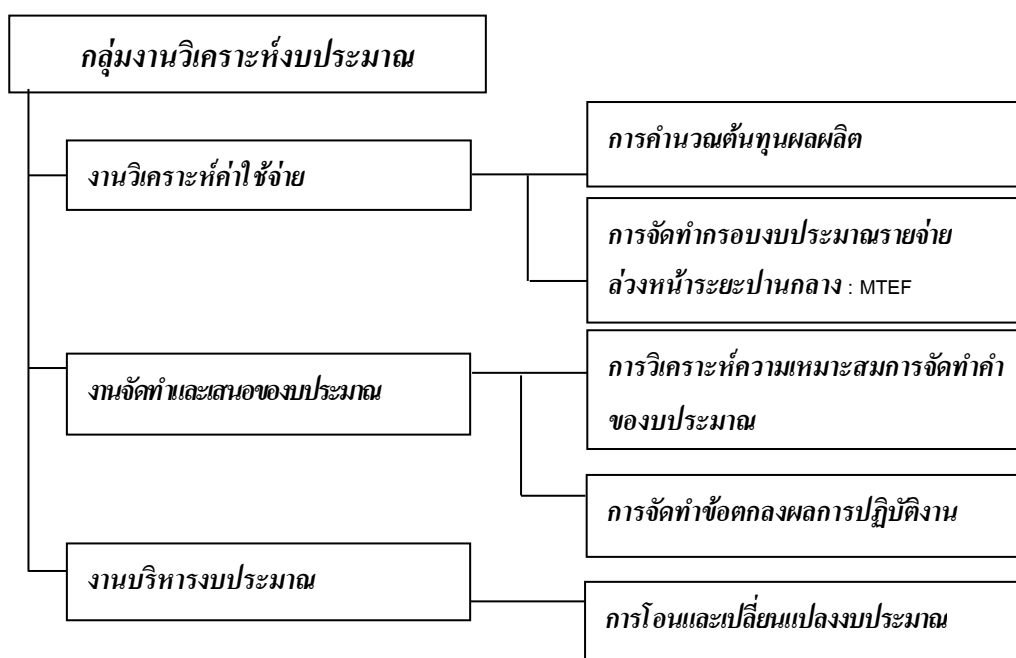 กลุ่มงานวิเคราะห์งบประมาณ
งานวิเคราะห์ค่าใช้จ่าย
การคำนวณต้นทุนผลผลิต
การจัดทำกรอบงบประมาณรายจ่าย
ล่วงหน้าระยะปานกลาง : MTEF
งานจัดทำและเสนอของบประมาณ
การวิเคราะห์ความเหมาะสมการจัดทำคำ
ของบประมาณ
การจัดทำข้อตกลงผลการปฏิบัติงาน
งานบริหารงบประมาณ
การโอนและเปลี่ยนแปลงงบประมาณ